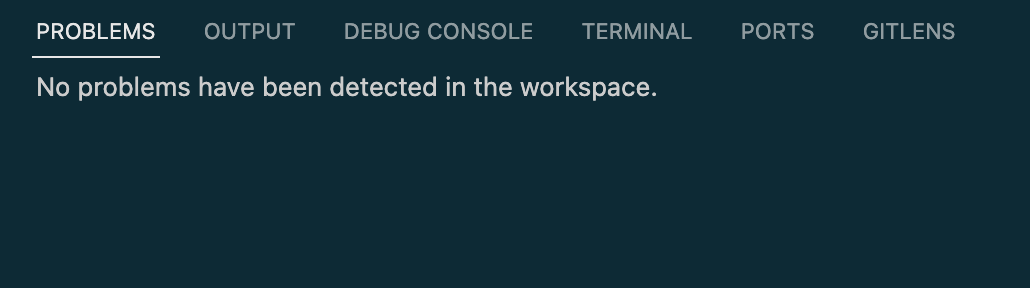 PROBLEMS OUTPUT DEBUG CONSOLE TERMINAL PORTS GITLENS
No problems have been detected in the workspace.